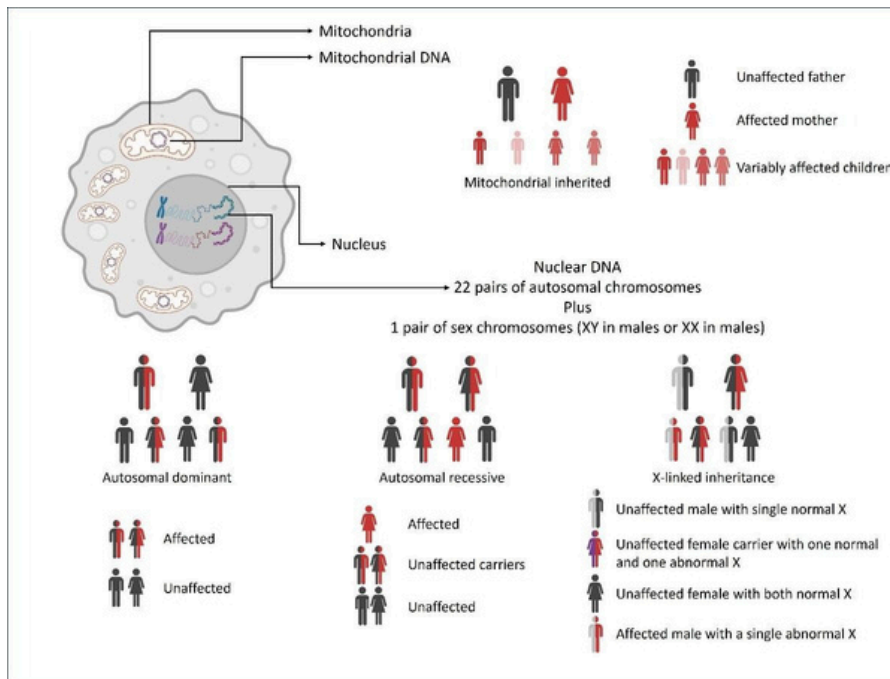 Mitochondria
Mitochondrial DNA
Unaffected father
Affected mother
Variably affected children
Mitochondrial inherited
Nucleus
Nuclear DNA
22 pairs of autosomal chromosomes
Plus
1 pair of sex chromosomes (XY in males or XX in males)
Autosomal dominant
Affected
Unaffected
Autosomal recessive
Affected
Unaffected carriers
Unaffected
X-linked inheritance
Unaffected male with single normal X
Unaffected female carrier with one normal
and one abnormal X
Unaffected female with both normal X
Affected male with a single abnormal X